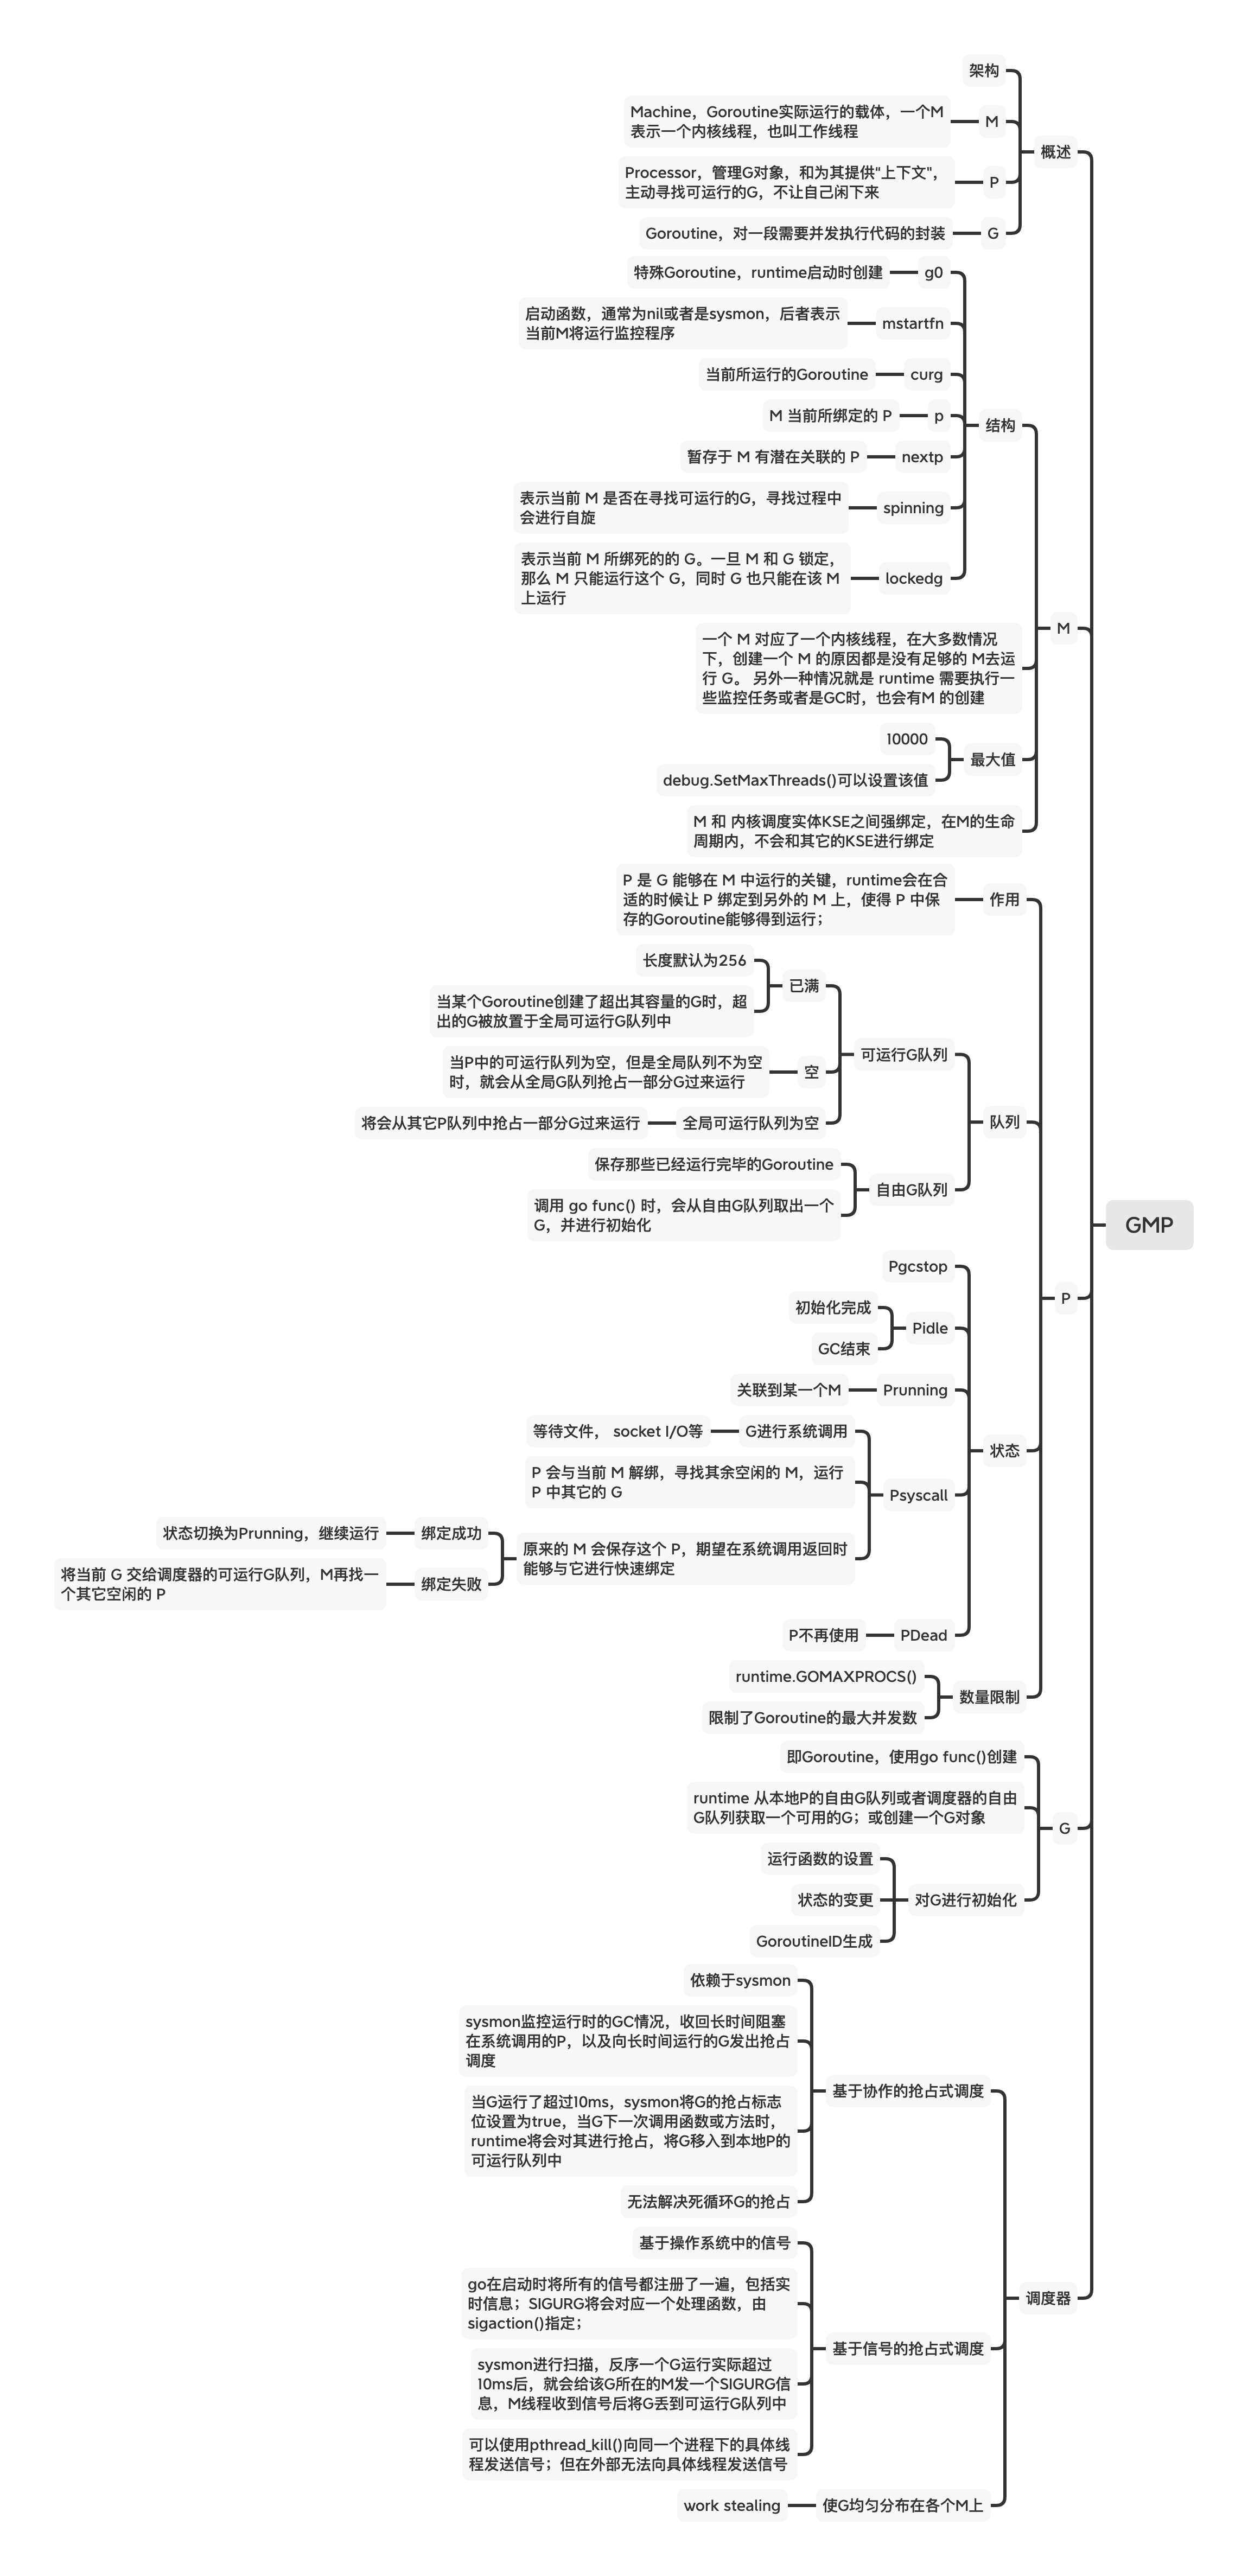 架构
Machine，Goroutine实际运行的载体，一个M
表示一个内核线程，也叫工作线程
M
概述
Processor，管理G对象，和为其提供"上下文"，
主动寻找可运行的G，不让自己闲下来
P
Goroutine，对一段需要并发执行代码的封装
G
特殊Goroutine，runtime启动时创建
g0
启动函数，通常为nil或者是sysmon，后者表示
当前M将运行监控程序
mstartfn
当前所运行的Goroutine
curg
M 当前所绑定的 P
p
结构
暂存于 M 有潜在关联的 P
nextp
表示当前 M 是否在寻找可运行的G，寻找过程中
会进行自旋
spinning
表示当前 M 所绑死的的 G。一旦 M 和 G 锁定，
那么 M 只能运行这个 G，同时 G 也只能在该 M
上运行
lockedg
M
一个 M 对应了一个内核线程，在大多数情况
下，创建一个 M 的原因都是没有足够的 M去运
行 G。 另外一种情况就是 runtime 需要执行一
些监控任务或者是GC时，也会有M 的创建
10000
最大值
debug.SetMaxThreads()可以设置该值
M 和 内核调度实体KSE之间强绑定，在M的生命
周期内，不会和其它的KSE进行绑定
P 是 G 能够在 M 中运行的关键，runtime会在合
适的时候让 P 绑定到另外的 M 上，使得 P 中保
存的Goroutine能够得到运行；
作用
长度默认为256
已满
当某个Goroutine创建了超出其容量的G时，超
出的G被放置于全局可运行G队列中
可运行G队列
当P中的可运行队列为空，但是全局队列不为空
时，就会从全局G队列抢占一部分G过来运行
空
将会从其它P队列中抢占一部分G过来运行
全局可运行队列为空
队列
保存那些已经运行完毕的Goroutine
自由G队列
调用 go func() 时，会从自由G队列取出一个
G，并进行初始化
GMP
Pgcstop
初始化完成
Pidle
GC结束
P
关联到某一个M
Prunning
等待文件， socket I/O等
G进行系统调用
状态
P 会与当前 M 解绑，寻找其余空闲的 M，运行
P 中其它的 G
Psyscall
状态切换为Prunning，继续运行
绑定成功
原来的 M 会保存这个 P，期望在系统调用返回时
能够与它进行快速绑定
将当前 G 交给调度器的可运行G队列，M再找一
个其它空闲的 P
绑定失败
P不再使用
PDead
runtime.GOMAXPROCS()
数量限制
限制了Goroutine的最大并发数
即Goroutine，使用go func()创建
runtime 从本地P的自由G队列或者调度器的自由
G队列获取一个可用的G；或创建一个G对象
G
运行函数的设置
状态的变更
对G进行初始化
GoroutineID生成
依赖于sysmon
sysmon监控运行时的GC情况，收回长时间阻塞
在系统调用的P，以及向长时间运行的G发出抢占
调度
基于协作的抢占式调度
当G运行了超过10ms，sysmon将G的抢占标志
位设置为true，当G下一次调用函数或方法时，
runtime将会对其进行抢占，将G移入到本地P的
可运行队列中
无法解决死循环G的抢占
基于操作系统中的信号
go在启动时将所有的信号都注册了一遍，包括实
时信息；SIGURG将会对应一个处理函数，由
sigaction()指定；
调度器
基于信号的抢占式调度
sysmon进行扫描，反序一个G运行实际超过
10ms后，就会给该G所在的M发一个SIGURG信
息，M线程收到信号后将G丢到可运行G队列中
可以使用pthread_kill()向同一个进程下的具体线
程发送信号；但在外部无法向具体线程发送信号
work stealing
使G均匀分布在各个M上